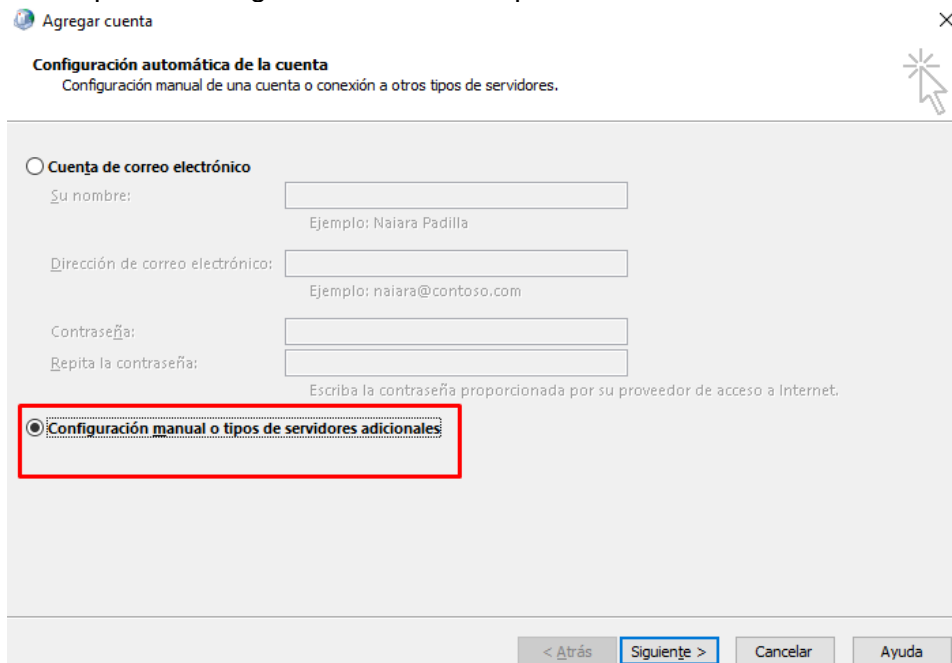 Agregar cuenta
Configuración automática de la cuenta
Configuración manual de una cuenta o conexión a otros tipos de servidores.
Cuenta de correo electrónico
Su nombre:
Ejemplo: Naiara Padilla
Dirección de correo electrónico:
Ejemplo: naiara@contoso.com
Contraseña:
Repita la contraseña:
Escriba la contraseña proporcionada por su proveedor de acceso a Internet.
Configuración manual o tipos de servidores adicionales
< Atrás Siguiente > Cancelar Ayuda